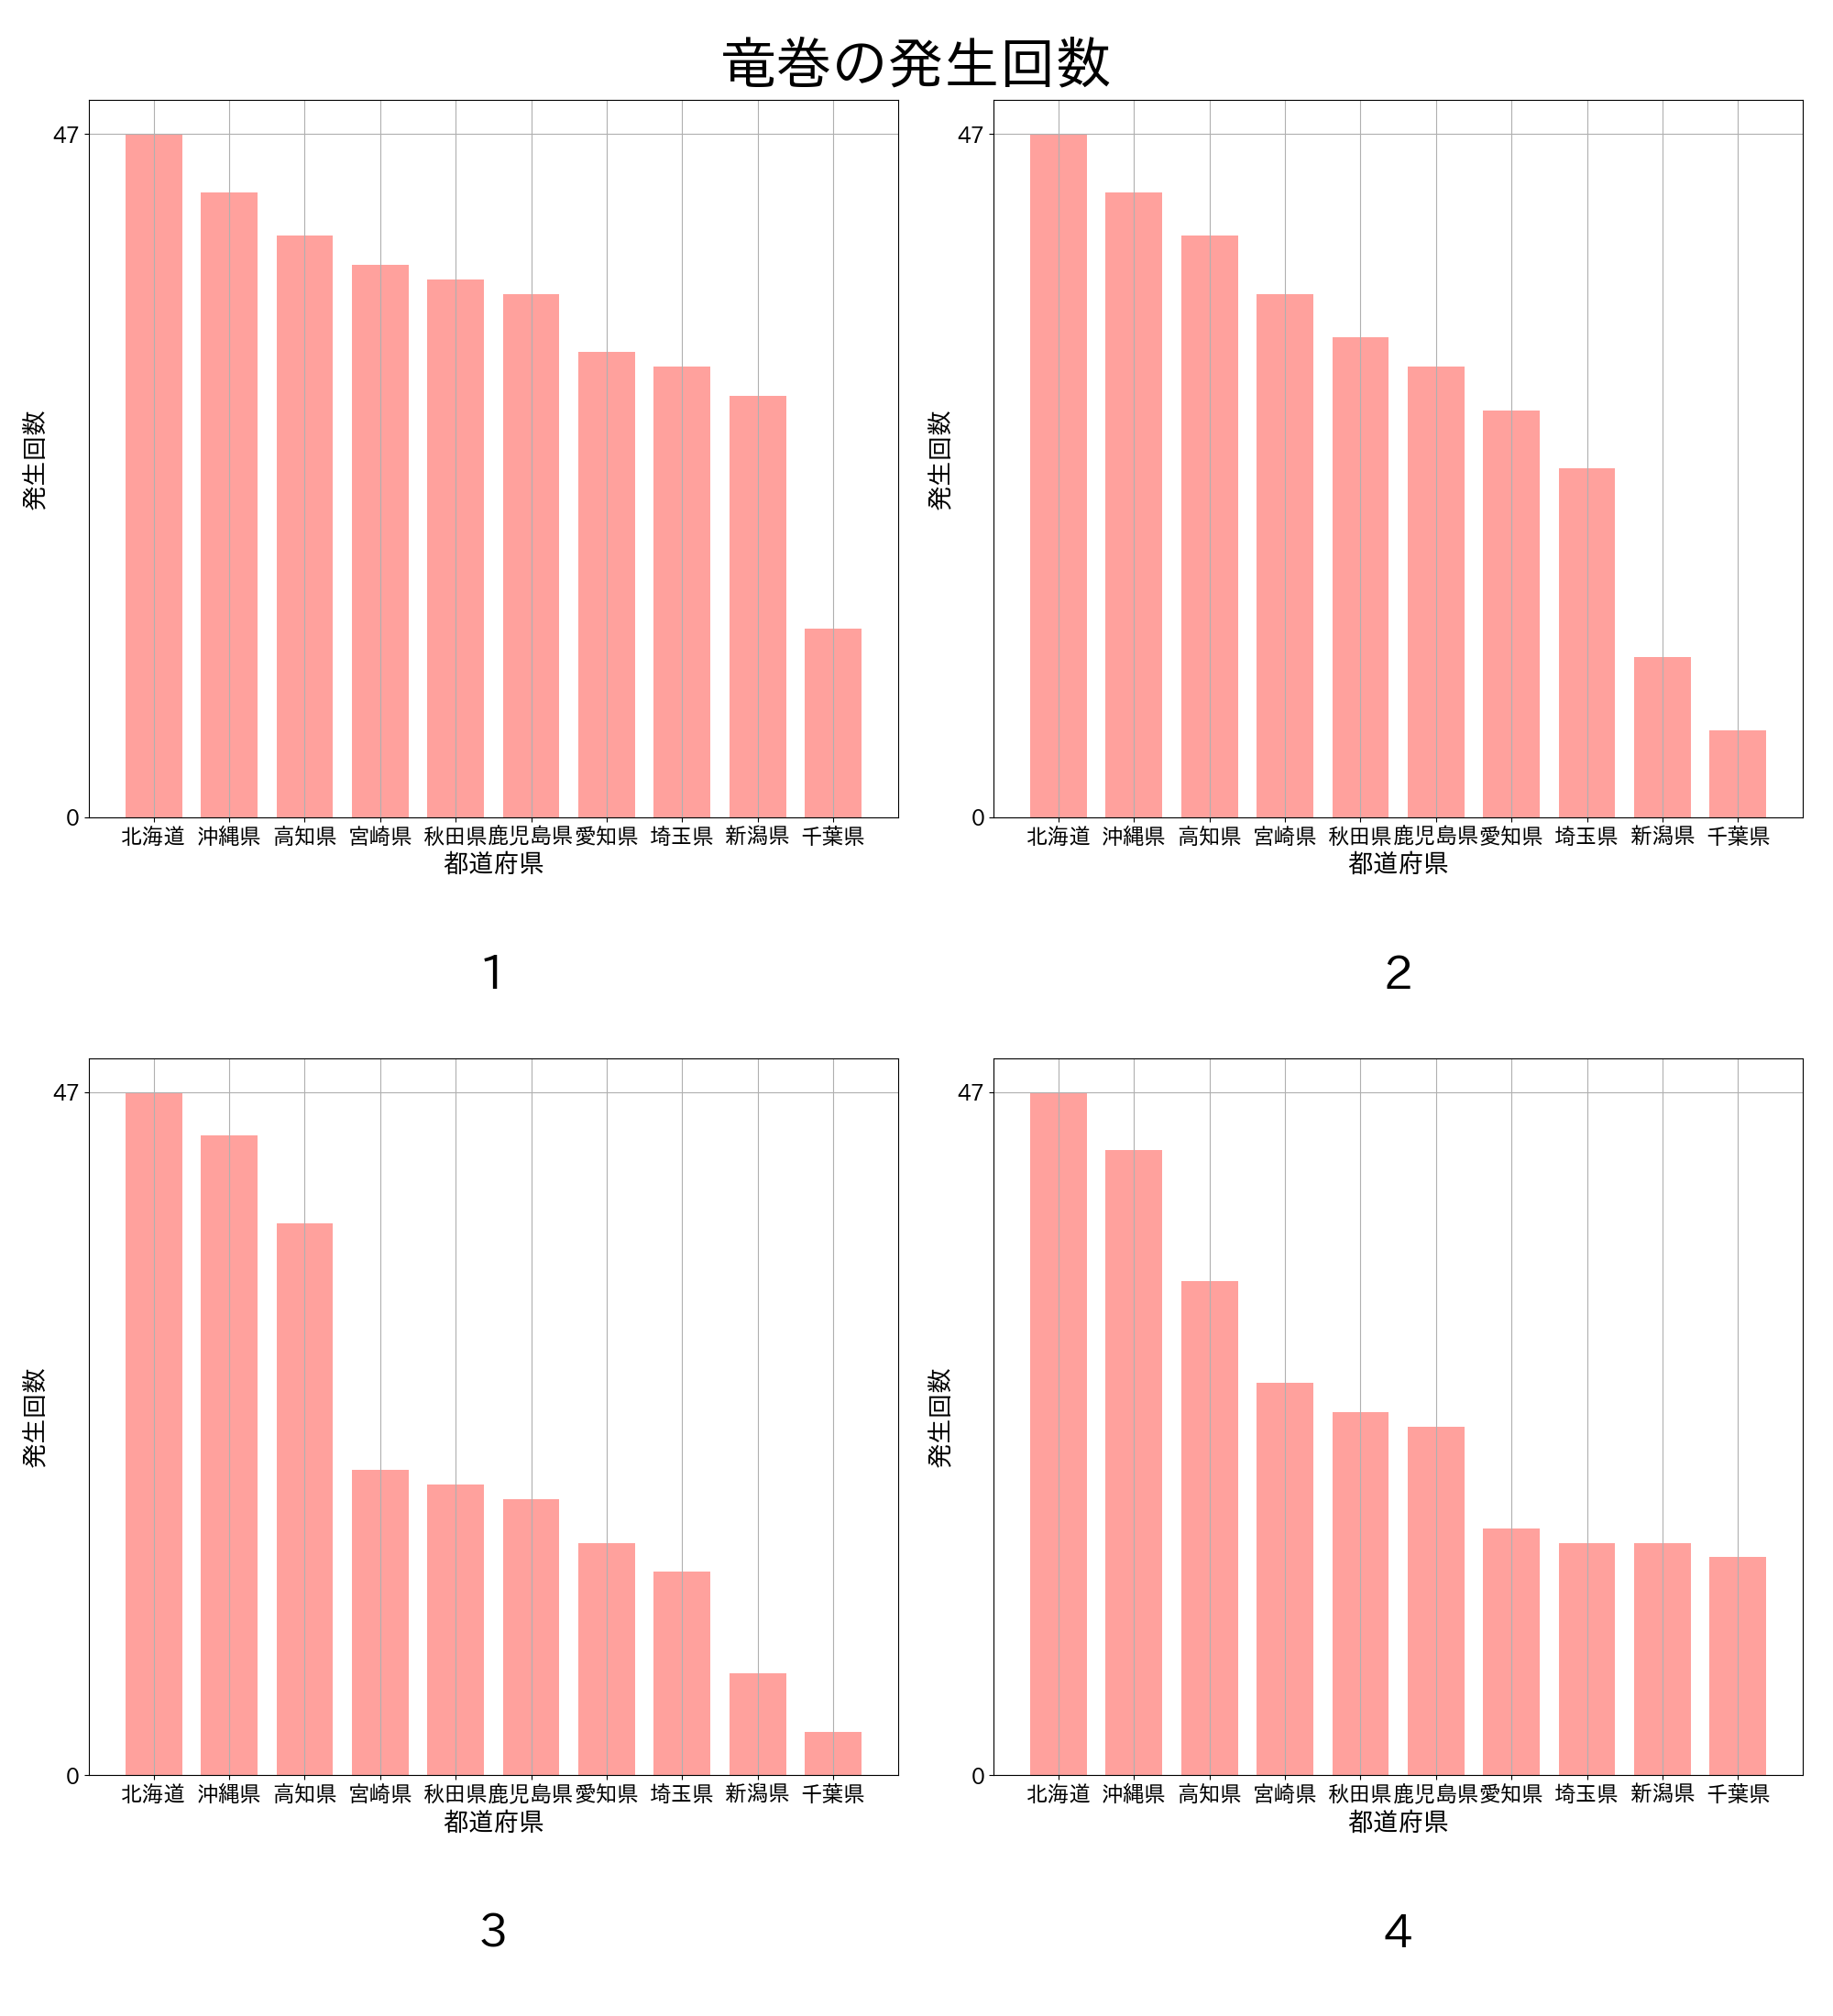 竜巻の発生回数
47
0
発生回数
北海道 沖縄県 高知県 宮崎県 秋田県 鹿児島県 愛知県 埼玉県 新潟県 千葉県
都道府県
1
47
0
発生回数
北海道 沖縄県 高知県 宮崎県 秋田県 鹿児島県 愛知県 埼玉県 新潟県 千葉県
都道府県
2
47
0
発生回数
北海道 沖縄県 高知県 宮崎県 秋田県 鹿児島県 愛知県 埼玉県 新潟県 千葉県
都道府県
3
47
0
発生回数
北海道 沖縄県 高知県 宮崎県 秋田県 鹿児島県 愛知県 埼玉県 新潟県 千葉県
都道府県
4